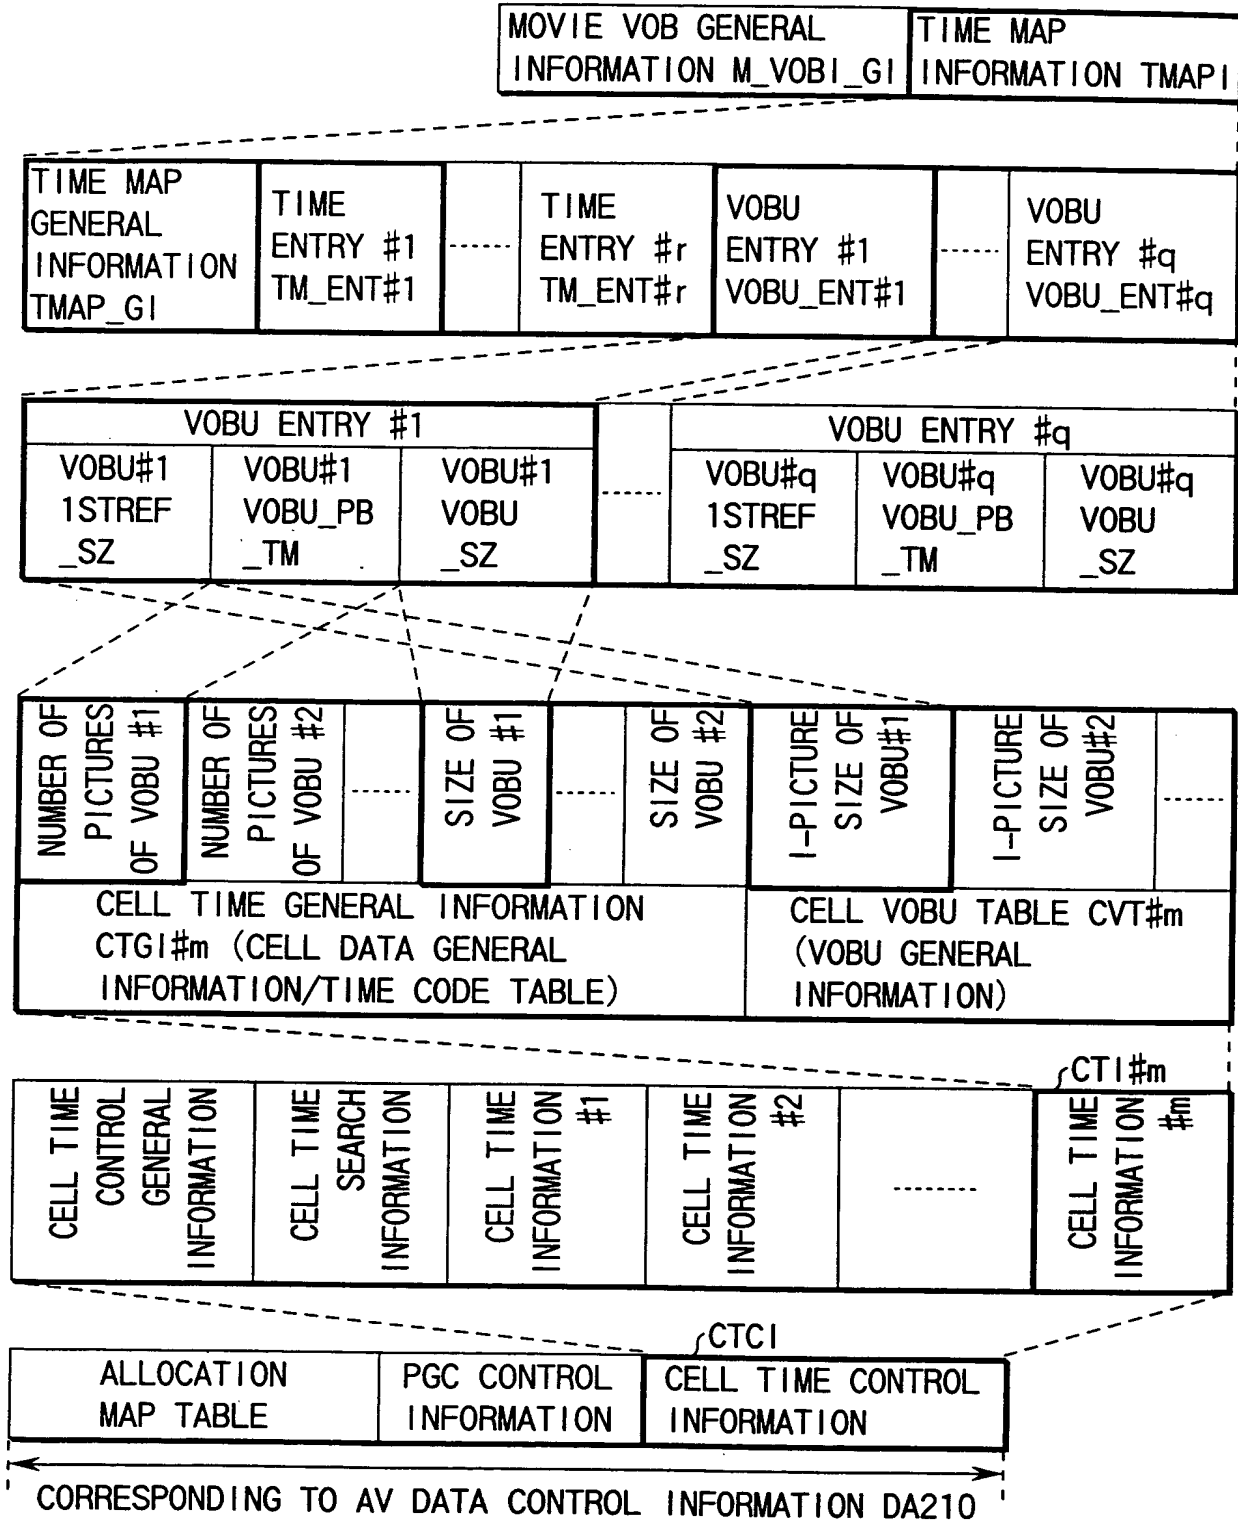 MOVIE VOB GENERAL
INFORMATION M_VOBI_GI
TIME MAP
INFORMATION TMAPI
TIME MAP
GENERAL
INFORMATION
TMAP_GI
TIME
ENTRY #1
TM_ENT#1
TIME
ENTRY #r
TM_ENT#r
VOBU
ENTRY #1
VOBU_ENT#1
VOBU
ENTRY #q
VOBU_ENT#q
VOBU ENTRY #1
VOBU#1
1STREF
_SZ
VOBU#1
VOBU_PB
_TM
VOBU#1
VOBU
_SZ
VOBU ENTRY #q
VOBU#q
1STREF
_SZ
VOBU#q
VOBU_PB
_TM
VOBU#q
VOBU
_SZ
NUMBER OF
PICTURES
OF VOBU #1
NUMBER OF
PICTURES
OF VOBU #2
SIZE OF
VOBU #1
SIZE OF
VOBU #2
I-PICTURE
SIZE OF
VOBU#1
I-PICTURE
SIZE OF
VOBU#2
CELL TIME GENERAL INFORMATION
CTGI#m (CELL DATA GENERAL
INFORMATION/TIME CODE TABLE)
CELL VOBU TABLE CVT#m
(VOBU GENERAL
INFORMATION)
CTI#m
CELL TIME
CONTROL
GENERAL
INFORMATION
CELL TIME
SEARCH
INFORMATION
CELL TIME
INFORMATION
#1
CELL TIME
INFORMATION
#2
CELL TIME
INFORMATION
#m
CTCI
ALLOCATION
MAP TABLE
PGC CONTROL
INFORMATION
CELL TIME CONTROL
INFORMATION
CORRESPONDING TO AV DATA CONTROL INFORMATION DA210